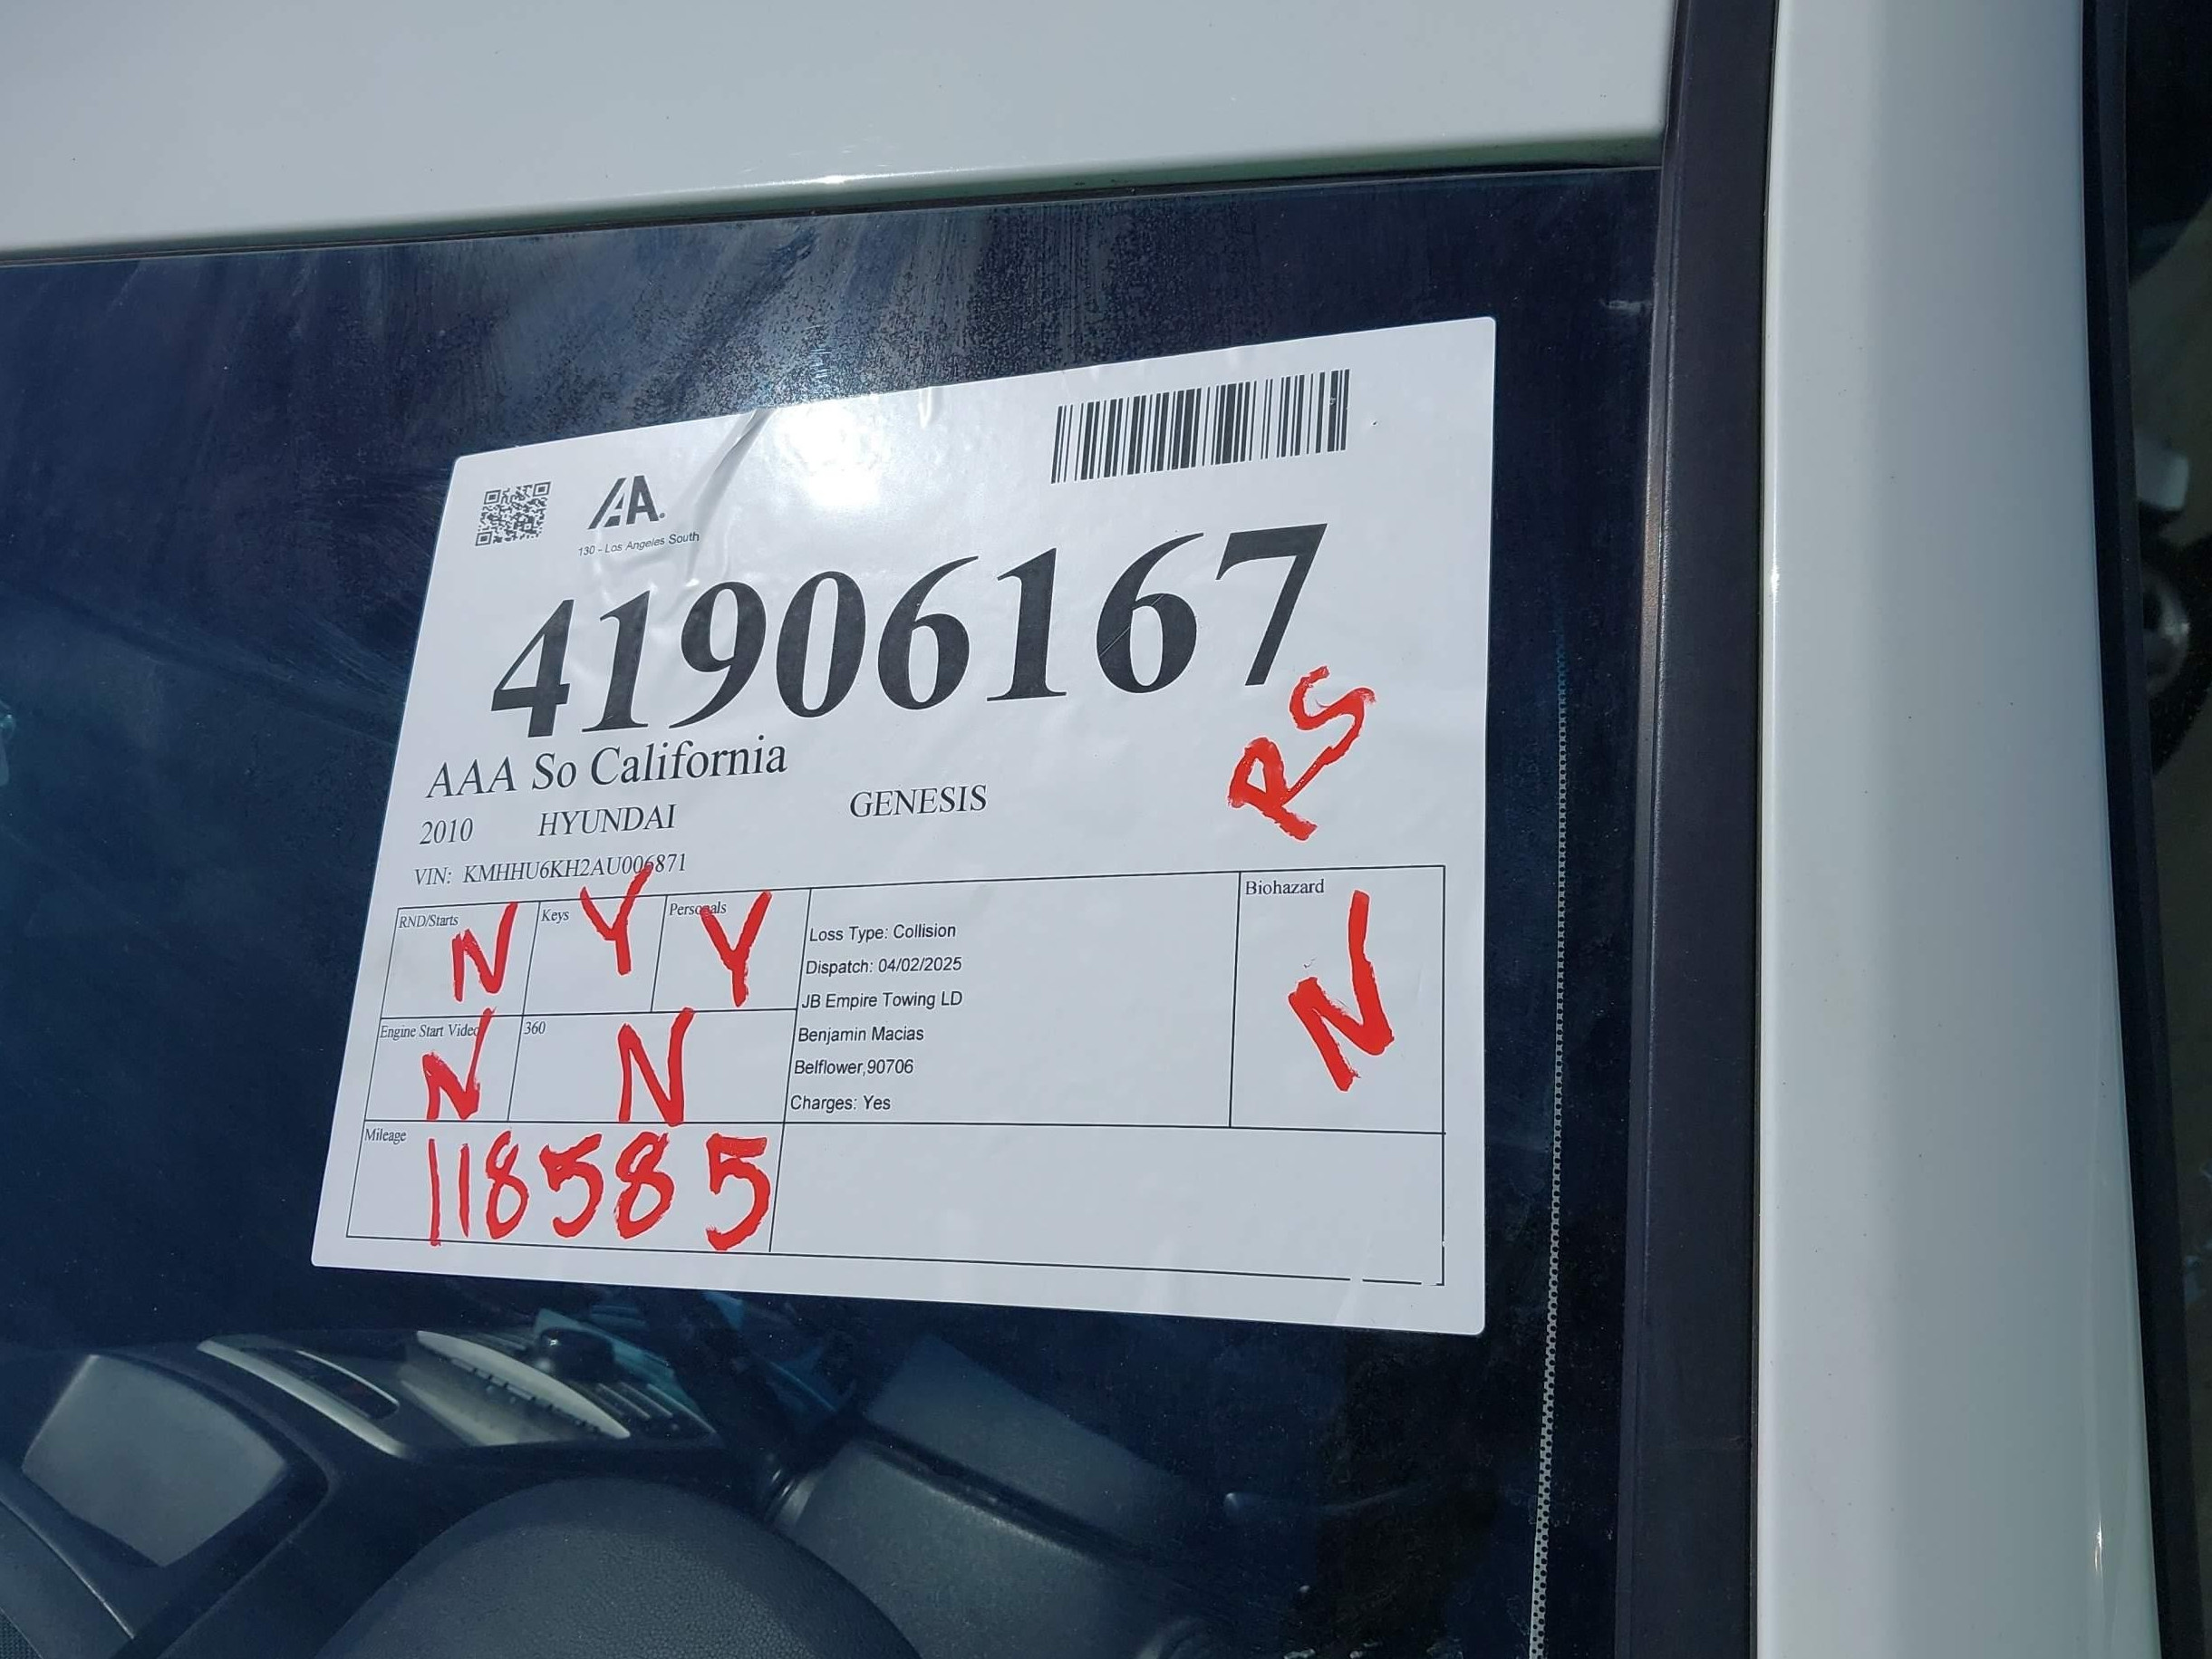 IAA.
130 - Los Angeles South
41906167
RS
AAA So California
2010 HYUNDAI GENESIS
VIN: KMHHU6KH2AU006871
RND/Starts N
Keys Y
Personals Y
Engine Start Video N
360 N
Mileage 118585
Loss Type: Collision
Dispatch: 04/02/2025
JB Empire Towing LD
Benjamin Macias
Belflower,90706
Charges: Yes
Biohazard N